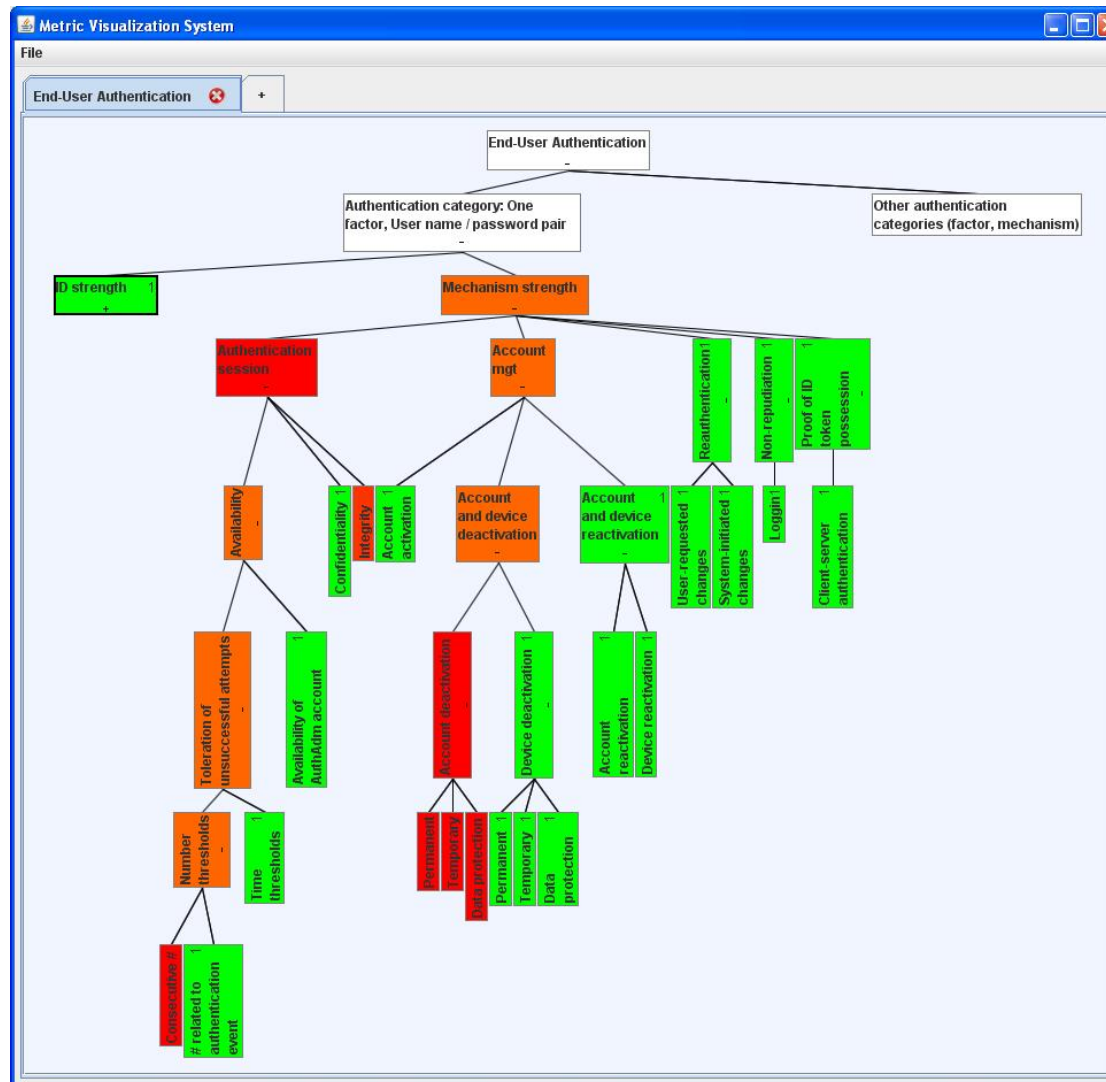 Metric Visualization System
File
End-User Authentication
+
End-User Authentication
-
Authentication category: One
factor, User name / password pair
-
Other authentication
categories (factor, mechanism)
ID strength 1
+
Mechanism strength
-
Authentication
session
-
Account
mgt
-
Reauthentication 1
-
Non-repudiation 1
-
Proof of ID 1
token
possession
-
Availability
-
Confidentiality 1
Integrity
Account 1
activation
Account
and device
deactivation
-
Account 1
and device
reactivation
-
User-requested 1
changes
System-initiated 1
changes
Loggin 1
Client-server 1
authentication
Toleration of
unsuccessful attempts
-
Availability of 1
AuthAdm account
Account deactivation
-
Device deactivation 1
-
Account 1
reactivation
Device reactivation 1
Number
thresholds
-
Time 1
thresholds
Permanent
Temporary
Data protection
Permanent 1
Temporary 1
Data 1
protection
Consecutive #
# related to 1
authentication
event